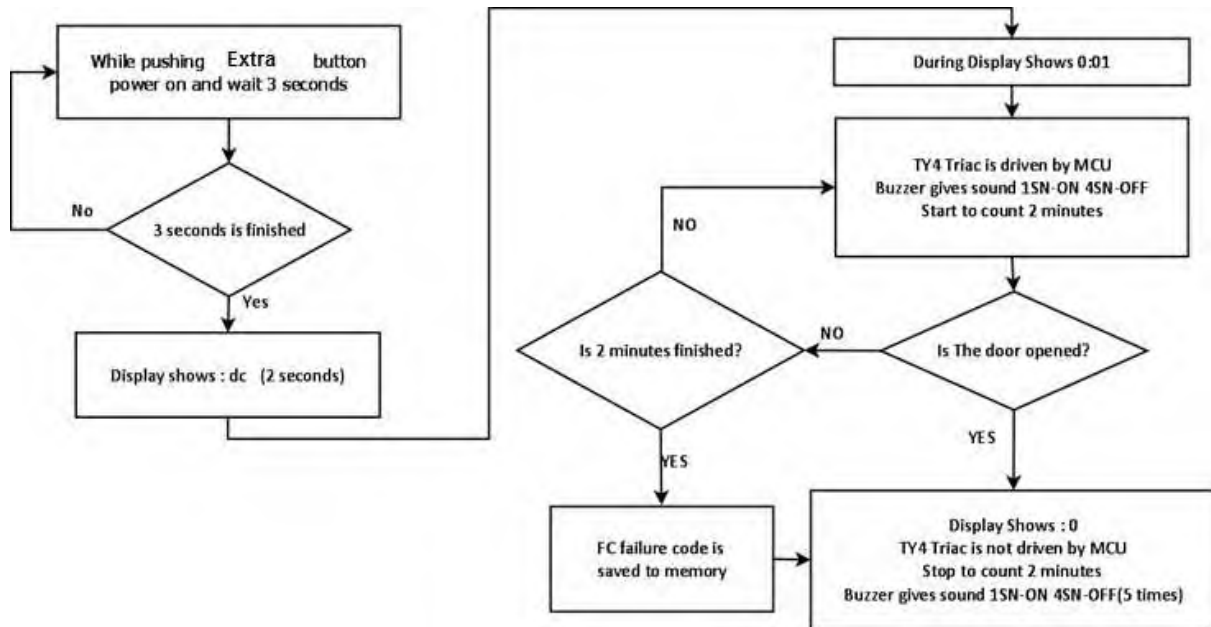 While pushing Extra button
power on and wait 3 seconds
No
3 seconds is finished
Yes
Display shows : dc (2 seconds)
During Display Shows 0:01
TY4 Triac is driven by MCU
Buzzer gives sound 1SN-ON 4SN-OFF
Start to count 2 minutes
NO
Is 2 minutes finished?
NO
Is The door opened?
YES
YES
FC failure code is
saved to memory
Display Shows : 0
TY4 Triac is not driven by MCU
Stop to count 2 minutes
Buzzer gives sound 1SN-ON 4SN-OFF(5 times)